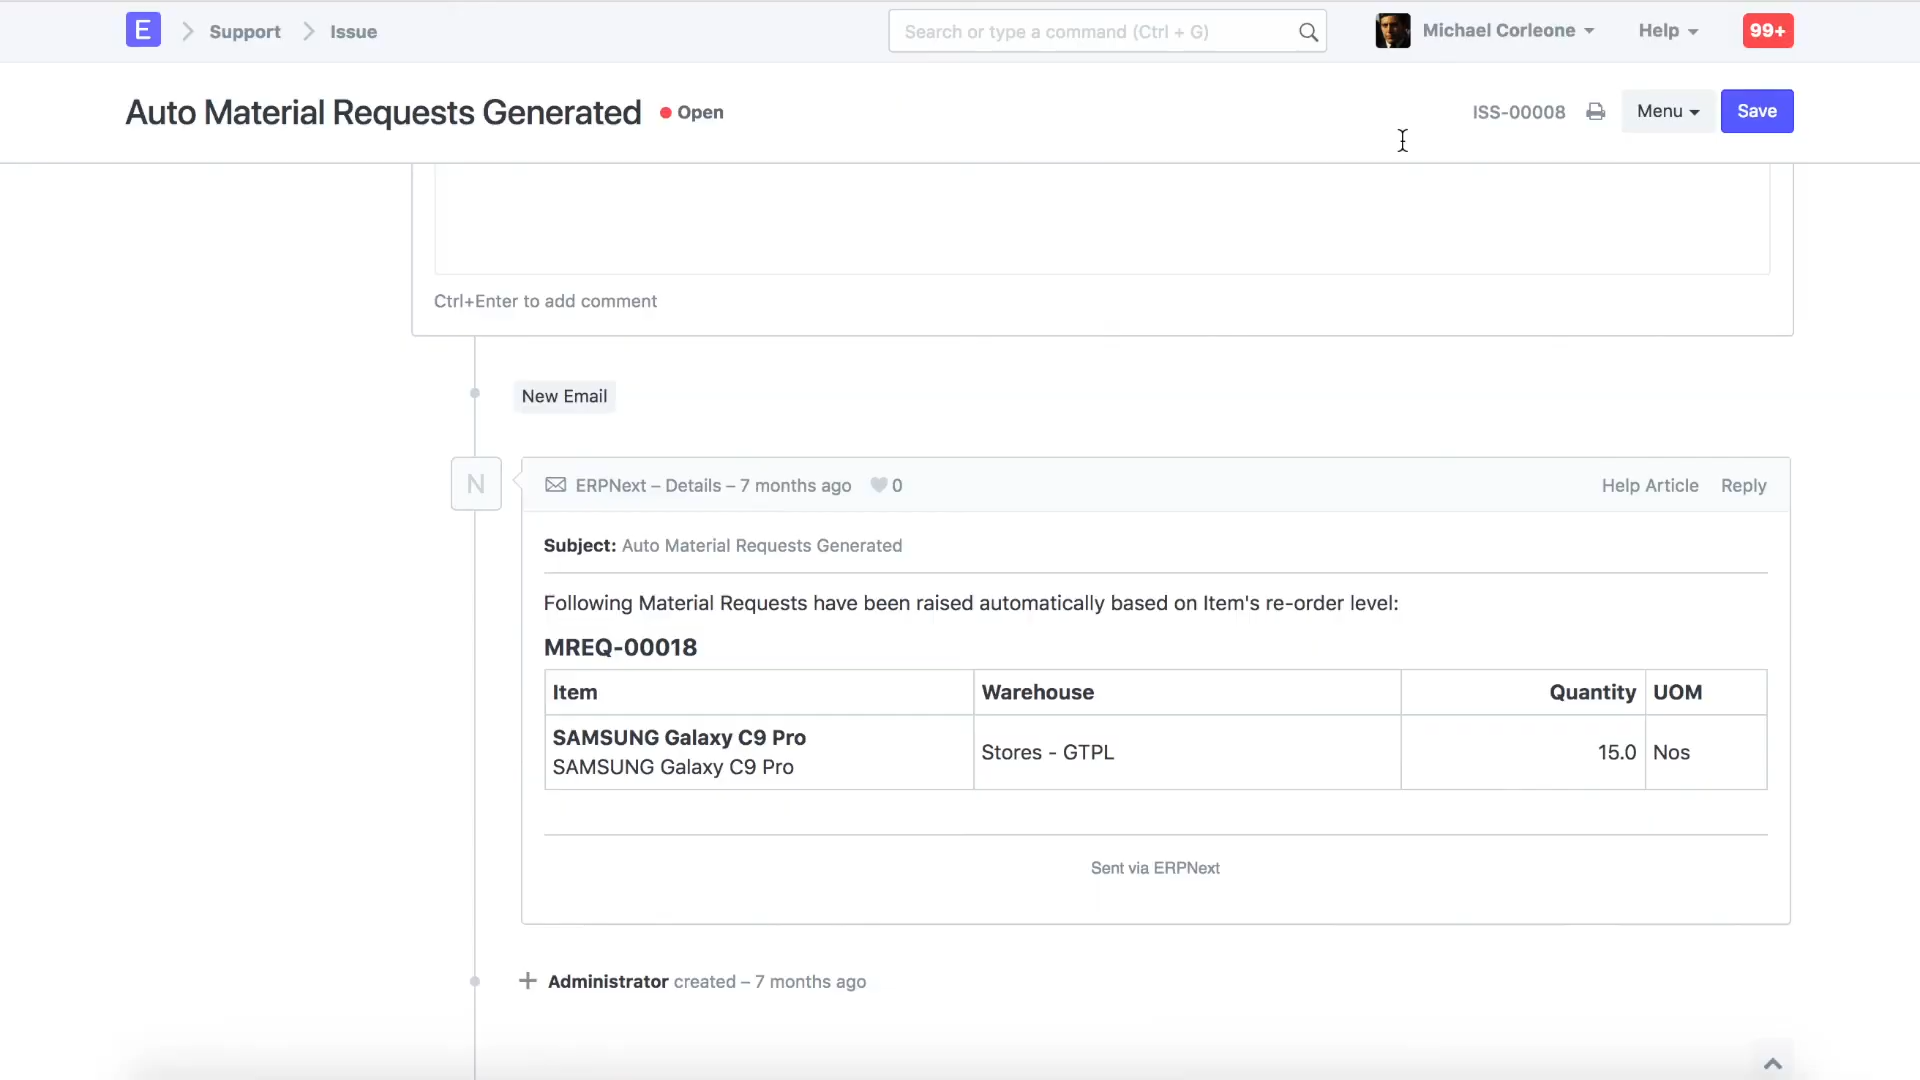 E Support Issue Search or type a command (Ctrl + G) Michael Corleone Help 99+
Auto Material Requests Generated Open ISS-00008 Menu Save
Ctrl+Enter to add comment
New Email
N ERPNext – Details – 7 months ago 0 Help Article Reply
Subject: Auto Material Requests Generated
Following Material Requests have been raised automatically based on Item's re-order level:
MREQ-00018
Item Warehouse Quantity UOM
SAMSUNG Galaxy C9 Pro
SAMSUNG Galaxy C9 Pro
Stores - GTPL 15.0 Nos
Sent via ERPNext
Administrator created – 7 months ago